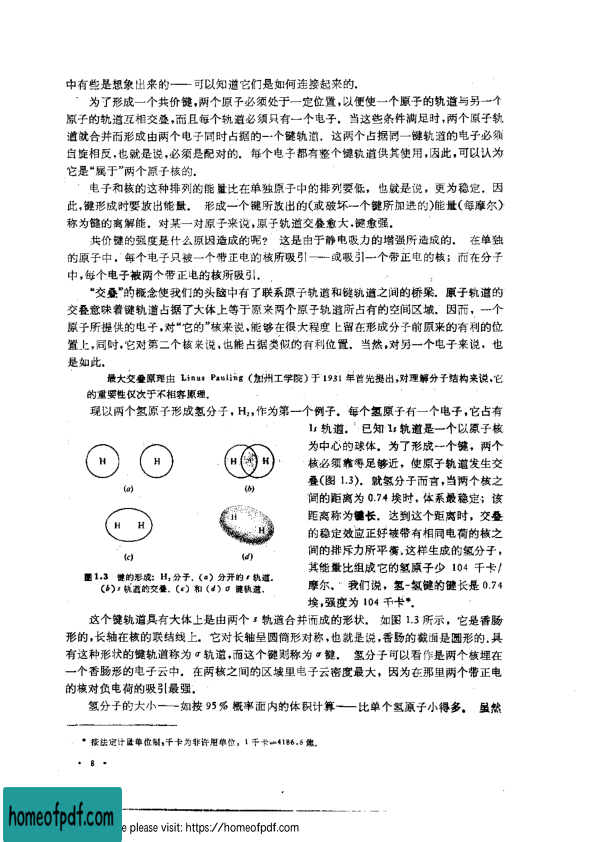 中有些是想象出来的——可以知道它们是如何连接起来的.
为了形成一个共价键,两个原子必须处于一定位置,以便使一个原子的轨道与另一个
原子的轨道互相交叠,而且每个轨道必须只有一个电子. 当这些条件满足时,两个原子轨
道就合并而形成由两个电子同时占据的一个键轨道. 这两个占据同一键轨道的电子必须
自旋相反,也就是说,必须是配对的. 每个电子都有整个键轨道供其使用,因此,可以认为
它是“属于”两个原子核的.
电子和核的这种排列的能量比在单独原子中的排列要低, 也就是说, 更为稳定. 因
此,键形成时要放出能量. 形成一个键所放出的(或破坏一个键所加进的)能量(每摩尔)
称为键的离解能. 对某一对原子来说,原子轨道交叠愈大,键愈强.
共价键的强度是什么原因造成的呢? 这是由于静电吸力的增强所造成的. 在单独
的原子中, 每个电子只被一个带正电的核所吸引——或吸引一个带正电的核; 而在分子
中,每个电子被两个带正电的核所吸引.
“交叠”的概念使我们的头脑中有了联系原子轨道和键轨道之间的桥梁. 原子轨道的
交叠意味着键轨道占据了大体上等于原来两个原子轨道所占有的空间区域. 因而, 一个
原子所提供的电子,对“它的”核来说,能够在很大程度上留在形成分子前原来的有利的位
置上,同时,它对第二个核来说,也能占据类似的有利位置. 当然,对另一个电子来说, 也
是如此.
最大交叠原理由 Linus Pauling (加州工学院) 于 1931 年首先提出,对理解分子结构来说,它
的重要性仅次于不相容原理.
现以两个氢原子形成氢分子, H₂,作为第一个例子. 每个氢原子有一个电子,它占有
1s 轨道. 已知 1s 轨道是一个以原子核
为中心的球体. 为了形成一个键, 两个
核必须靠得足够近, 使原子轨道发生交
叠(图 1.3). 就氢分子而言,当两个核之
间的距离为 0.74 埃时, 体系最稳定; 该
距离称为键长. 达到这个距离时, 交叠
的稳定效应正好被带有相同电荷的核之
间的排斥力所平衡.这样生成的氢分子,
其能量比组成它的氢原子少 104 千卡/
摩尔. 我们说, 氢-氢键的键长是 0.74
埃,强度为 104 千卡*.
H H H H
(a) (b)
H H H H
(c) (d)
图1.3 键的形成: H₂分子. (a) 分开的 s 轨道.
(b) s 轨道的交叠. (c) 和 (d) σ 键轨道.
这个键轨道具有大体上是由两个 s 轨道合并而成的形状. 如图 1.3 所示, 它是香肠
形的,长轴在核的联结线上. 它对长轴呈圆筒形对称,也就是说,香肠的截面是圆形的.具
有这种形状的键轨道称为 σ 轨道,而这个键则称为 σ 键. 氢分子可以看作是两个核埋在
一个香肠形的电子云中. 在两核之间的区域里电子云密度最大, 因为在那里两个带正电
的核对负电荷的吸引最强.
氢分子的大小——如按 95% 概率面内的体积计算——比单个氢原子小得多. 虽然
* 按法定计量单位制,千卡为非许用单位, 1 千卡=4186.8 焦.
· 8 ·
homeofpdf.com
e please visit: https://homeofpdf.com